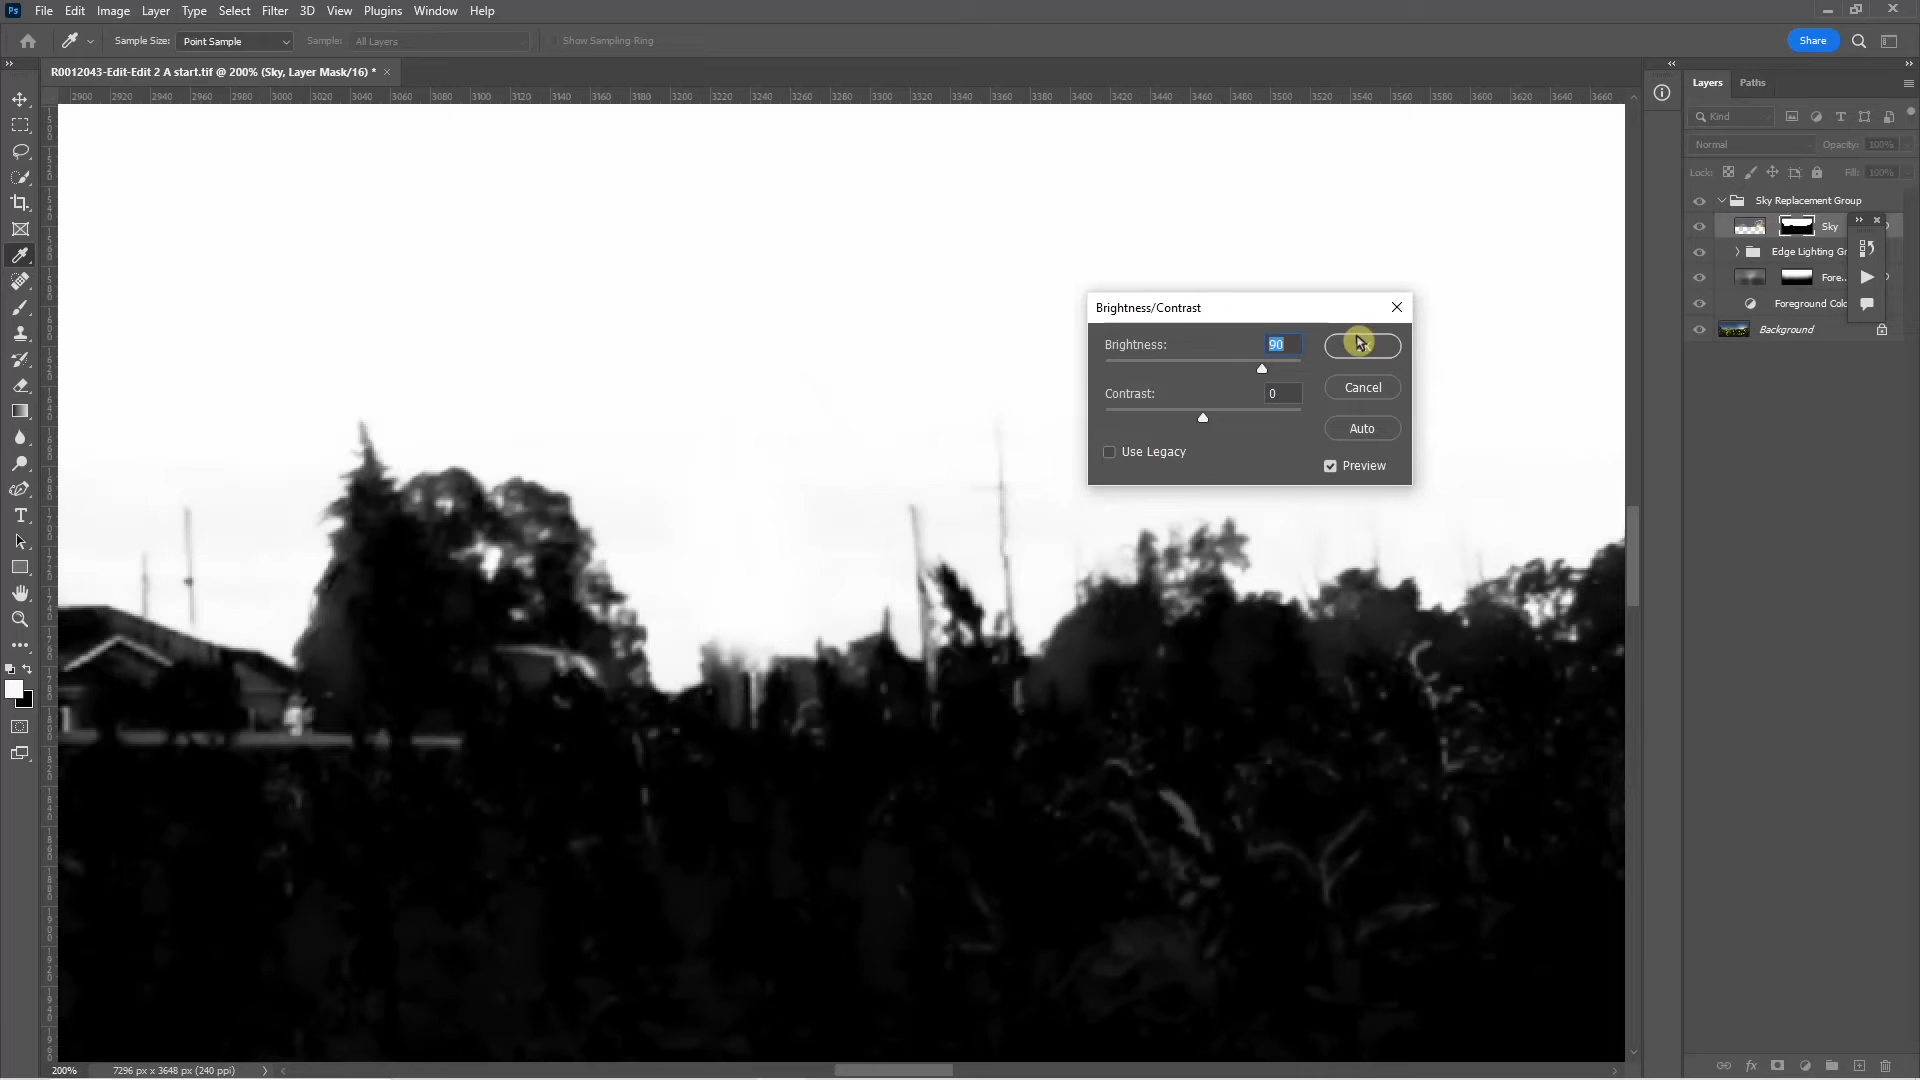 Ps File Edit Image Layer Type Select Filter 3D View Plugins Window Help
Sample Size: Point Sample Sample: All Layers Show Sampling Ring Share
R0012043-Edit-Edit 2 A start.tif @ 200% (Sky, Layer Mask/16) * ×
2900 2920 2940 2960 2980 3000 3020 3040 3060 3080 3100 3120 3140 3160 3180 3200 3220 3240 3260 3280 3300 3320 3340 3360 3380 3400 3420 3440 3460 3480 3500 3520 3540 3560 3580 3600 3620 3640 3660
Layers Paths
Kind
Normal Opacity: 100%
Lock: Fill: 100%
Sky Replacement Group
Sky
Edge Lighting Gr
Fore...
Foreground Colo
Background
Brightness/Contrast
Brightness: 90
Contrast: 0
Cancel
Auto
Use Legacy
Preview
200% 7296 px x 3648 px (240 ppi)